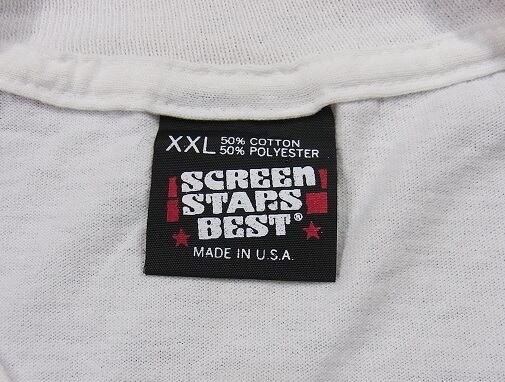 XXL 50% COTTON
50% POLYESTER
SCREEN
STARS
BEST®
MADE IN U.S.A.